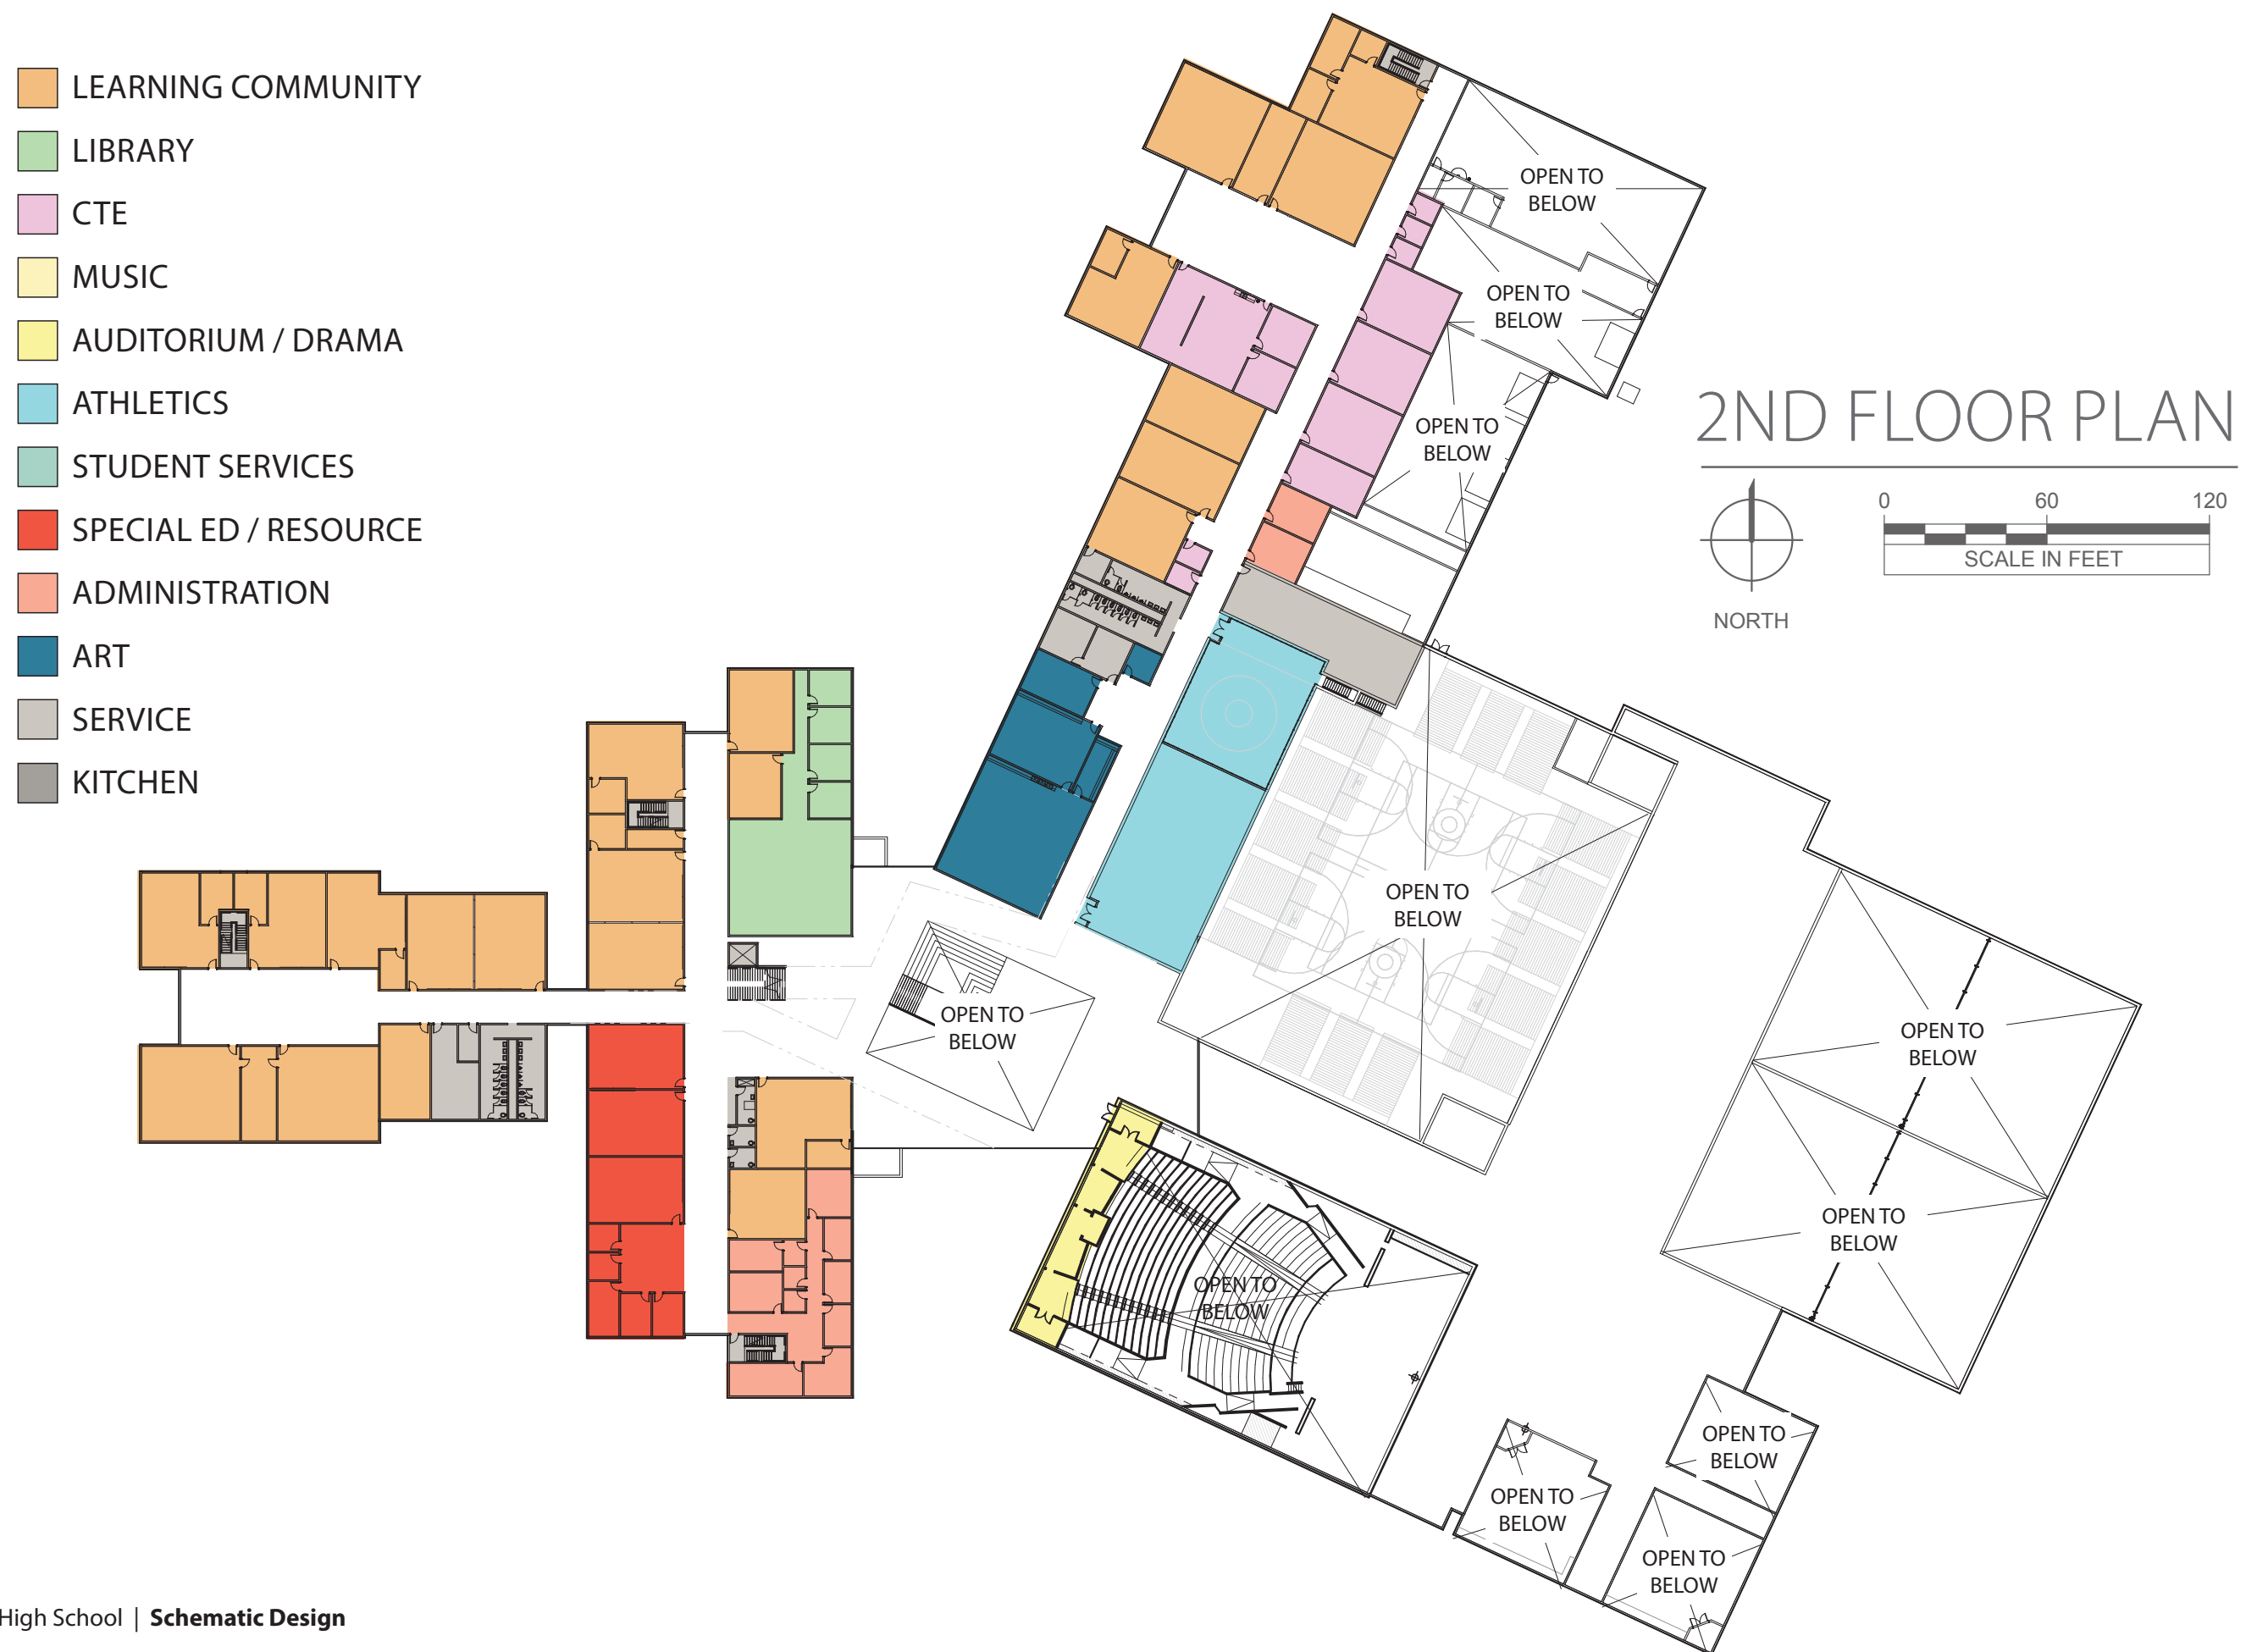 LEARNING COMMUNITY
LIBRARY
CTE
MUSIC
AUDITORIUM / DRAMA
ATHLETICS
STUDENT SERVICES
SPECIAL ED / RESOURCE
ADMINISTRATION
ART
SERVICE
KITCHEN
2ND FLOOR PLAN
0 60 120
SCALE IN FEET
NORTH
OPEN TO
BELOW
OPEN TO
BELOW
OPEN TO
BELOW
OPEN TO
BELOW
OPEN TO
BELOW
OPEN TO
BELOW
OPEN TO
BELOW
OPEN TO
BELOW
OPEN TO
BELOW
OPEN TO
BELOW
OPEN TO
BELOW
High School | Schematic Design